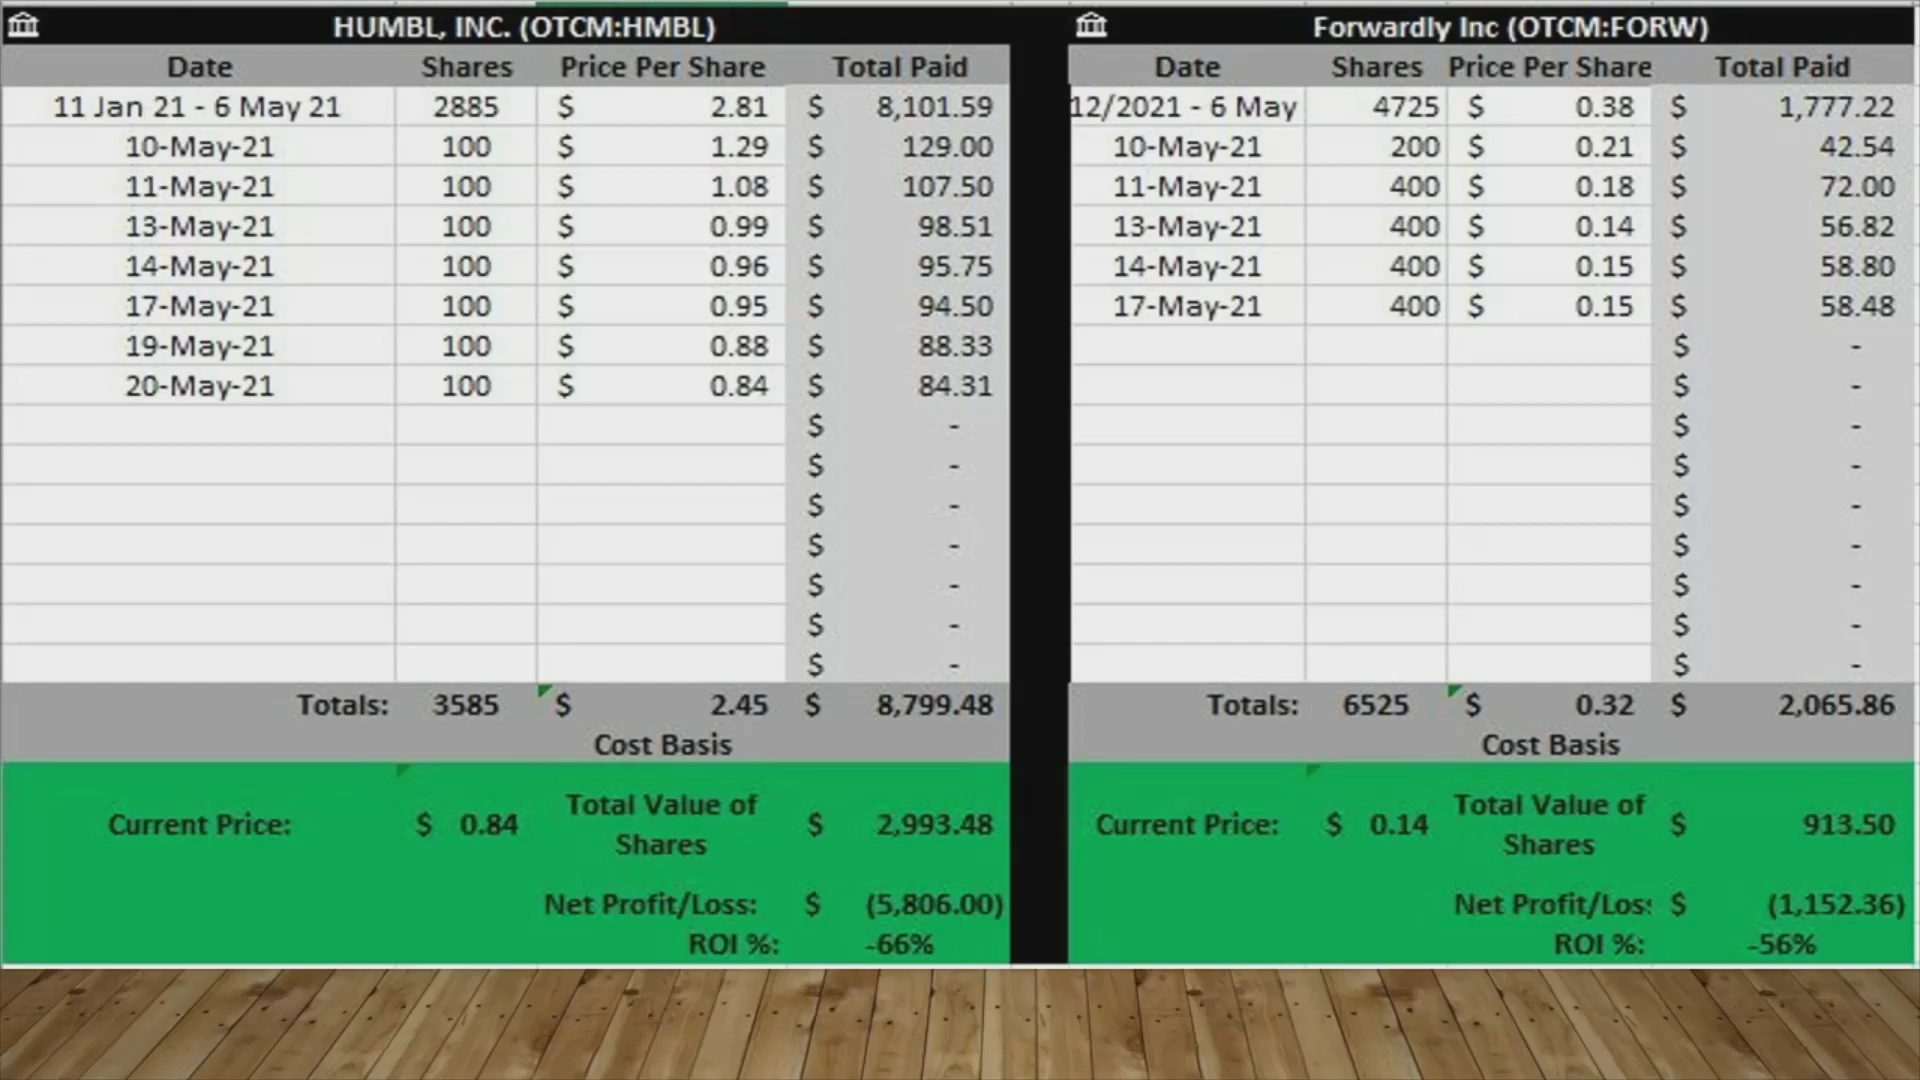 HUMBL, INC. (OTCM:HMBL)
Date Shares Price Per Share Total Paid
11 Jan 21 - 6 May 21 2885 $ 2.81 $ 8,101.59
10-May-21 100 $ 1.29 $ 129.00
11-May-21 100 $ 1.08 $ 107.50
13-May-21 100 $ 0.99 $ 98.51
14-May-21 100 $ 0.96 $ 95.75
17-May-21 100 $ 0.95 $ 94.50
19-May-21 100 $ 0.88 $ 88.33
20-May-21 100 $ 0.84 $ 84.31
$ -
$ -
$ -
$ -
$ -
$ -
$ -
Totals: 3585 $ 2.45 $ 8,799.48
Cost Basis
Current Price: $ 0.84 Total Value of Shares $ 2,993.48
Net Profit/Loss: $ (5,806.00)
ROI %: -66%
Forwardly Inc (OTCM:FORW)
Date Shares Price Per Share Total Paid
12/2021 - 6 May 4725 $ 0.38 $ 1,777.22
10-May-21 200 $ 0.21 $ 42.54
11-May-21 400 $ 0.18 $ 72.00
13-May-21 400 $ 0.14 $ 56.82
14-May-21 400 $ 0.15 $ 58.80
17-May-21 400 $ 0.15 $ 58.48
$ -
$ -
$ -
$ -
$ -
$ -
$ -
$ -
$ -
Totals: 6525 $ 0.32 $ 2,065.86
Cost Basis
Current Price: $ 0.14 Total Value of Shares $ 913.50
Net Profit/Los: $ (1,152.36)
ROI %: -56%